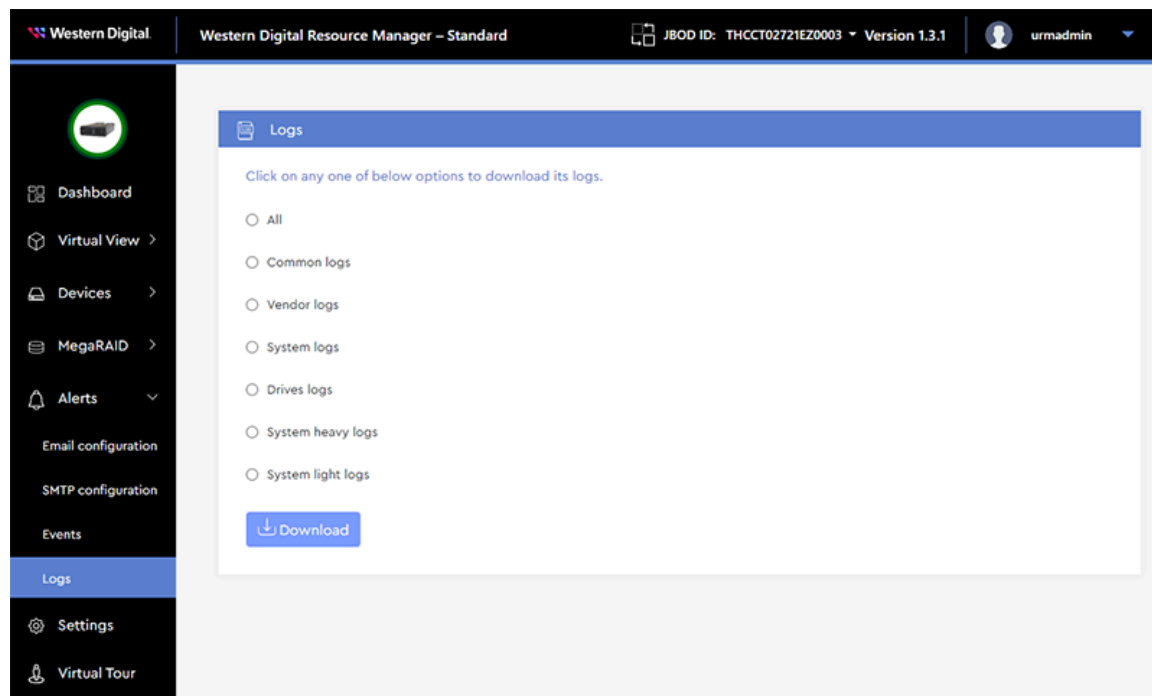 Western Digital.
Western Digital Resource Manager – Standard
JBOD ID: THCCT02721EZ0003 Version 1.3.1
urmadmin
Dashboard
Virtual View
Devices
MegaRAID
Alerts
Email configuration
SMTP configuration
Events
Logs
Settings
Virtual Tour
Logs
Click on any one of below options to download its logs.
All
Common logs
Vendor logs
System logs
Drives logs
System heavy logs
System light logs
Download